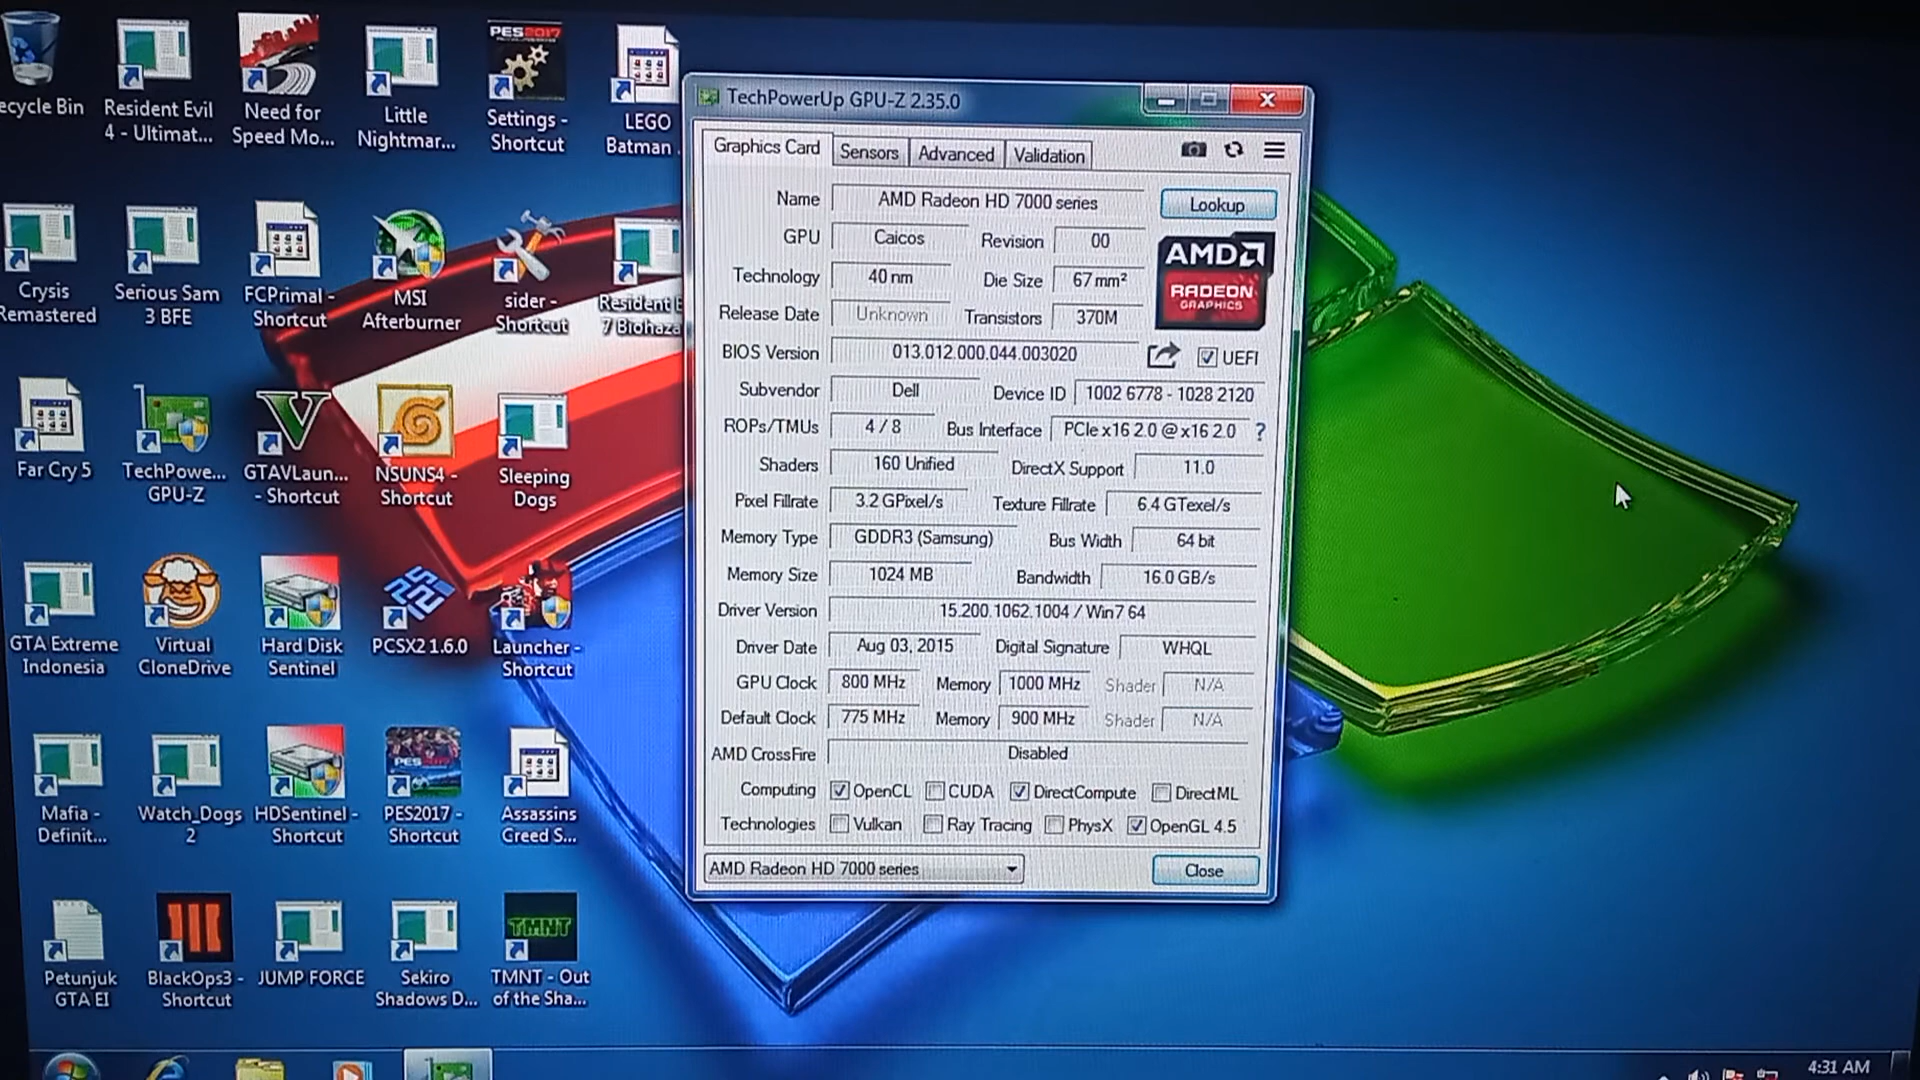 ecycle Bin
Resident Evil
4 - Ultimat...
Need for
Speed Mo...
Little
Nightmar...
PES2017
Settings -
Shortcut
LEGO
Batman
Crysis
Remastered
Serious Sam
3 BFE
FCPrimal -
Shortcut
MSI
Afterburner
sider -
Shortcut
Resident E
7 Biohaza
Far Cry 5
TechPowe...
GPU-Z
V
GTAVLaun...
- Shortcut
NSUNS4 -
Shortcut
Sleeping
Dogs
GTA Extreme
Indonesia
Virtual
CloneDrive
Hard Disk
Sentinel
PCSX2 1.6.0
Launcher -
Shortcut
Mafia -
Definit...
Watch_Dogs
2
HDSentinel -
Shortcut
PES2017
PES2017 -
Shortcut
Assassins
Creed S...
Petunjuk
GTA EI
III
BlackOps3 -
Shortcut
JUMP FORCE
Sekiro
Shadows D...
TMNT
TMNT - Out
of the Sha...
TechPowerUp GPU-Z 2.35.0
Graphics Card Sensors Advanced Validation
Name AMD Radeon HD 7000 series Lookup
GPU Caicos Revision 00
AMD
RADEON
GRAPHICS
Technology 40 nm Die Size 67 mm²
Release Date Unknown Transistors 370M
BIOS Version 013.012.000.044.003020 UEFI
Subvendor Dell Device ID 1002 6778 - 1028 2120
ROPs/TMUs 4 / 8 Bus Interface PCIe x16 2.0 @ x16 2.0 ?
Shaders 160 Unified DirectX Support 11.0
Pixel Fillrate 3.2 GPixel/s Texture Fillrate 6.4 GTexel/s
Memory Type GDDR3 (Samsung) Bus Width 64 bit
Memory Size 1024 MB Bandwidth 16.0 GB/s
Driver Version 15.200.1062.1004 / Win7 64
Driver Date Aug 03, 2015 Digital Signature WHQL
GPU Clock 800 MHz Memory 1000 MHz Shader N/A
Default Clock 775 MHz Memory 900 MHz Shader N/A
AMD CrossFire Disabled
Computing OpenCL CUDA DirectCompute DirectML
Technologies Vulkan Ray Tracing PhysX OpenGL 4.5
AMD Radeon HD 7000 series Close
4:31 AM